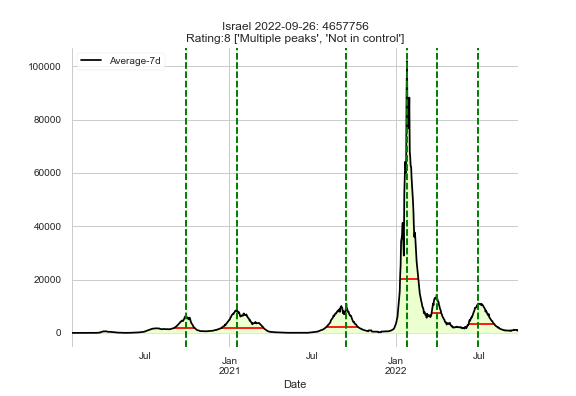 Israel 2022-09-26: 4657756
Rating:8 ['Multiple peaks', 'Not in control']
Average-7d
100000
80000
60000
40000
20000
0
Jul
Jan
2021
Jul
Jan
2022
Jul
Date